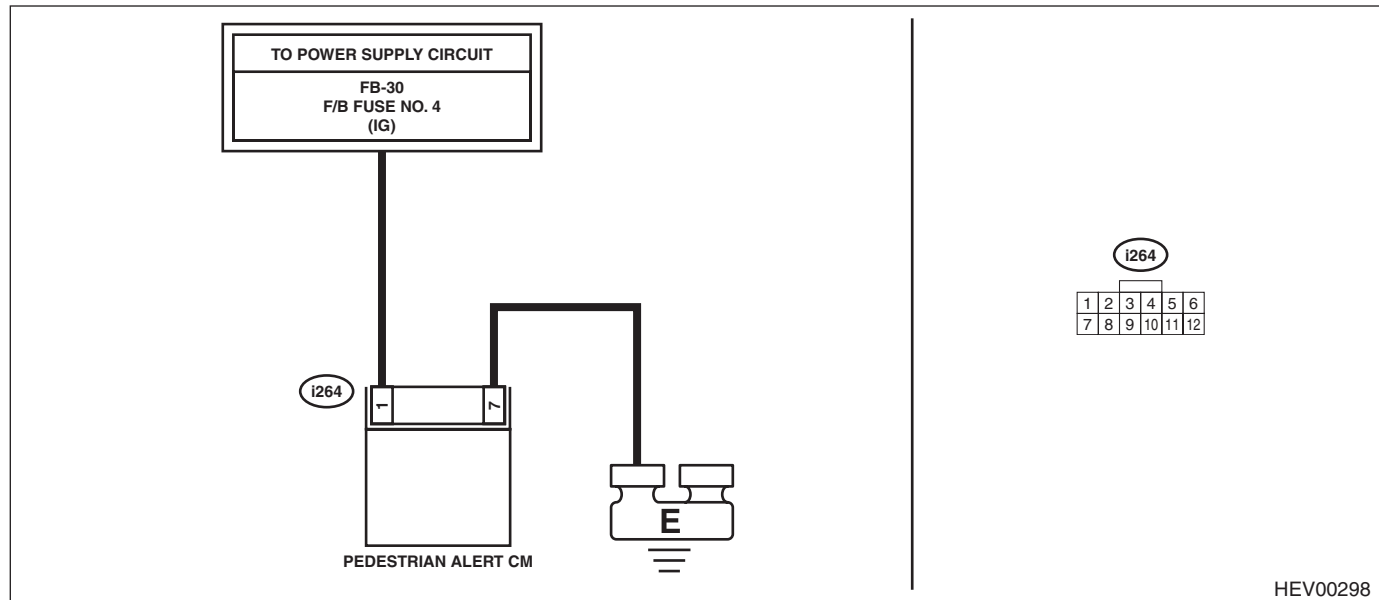 TO POWER SUPPLY CIRCUIT
FB-30
F/B FUSE NO. 4
(IG)
i264
1 7
E
PEDESTRIAN ALERT CM
i264
1 2 3 4 5 6
7 8 9 10 11 12
HEV00298